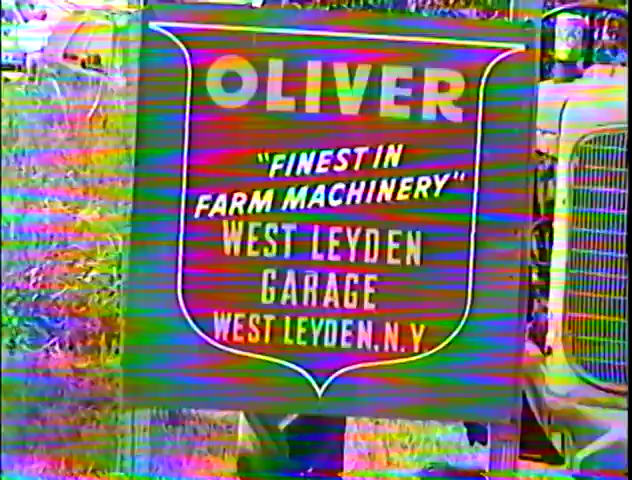 OLIVER
"FINEST IN
FARM MACHINERY"
WEST LEYDEN
GARAGE
WEST LEYDEN, N.Y.